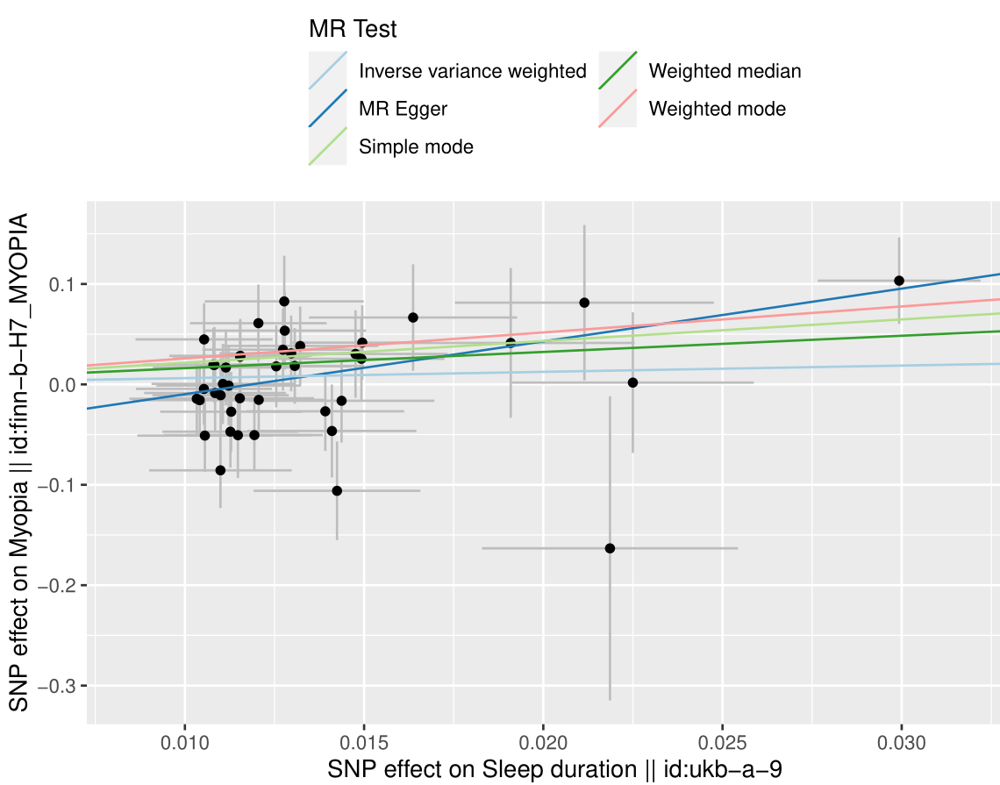 MR Test
Inverse variance weighted
Weighted median
MR Egger
Weighted mode
Simple mode
SNP effect on Myopia || id:finn−b−H7_MYOPIA
0.1
0.0
−0.1
−0.2
−0.3
0.010
0.015
0.020
0.025
0.030
SNP effect on Sleep duration || id:ukb−a−9